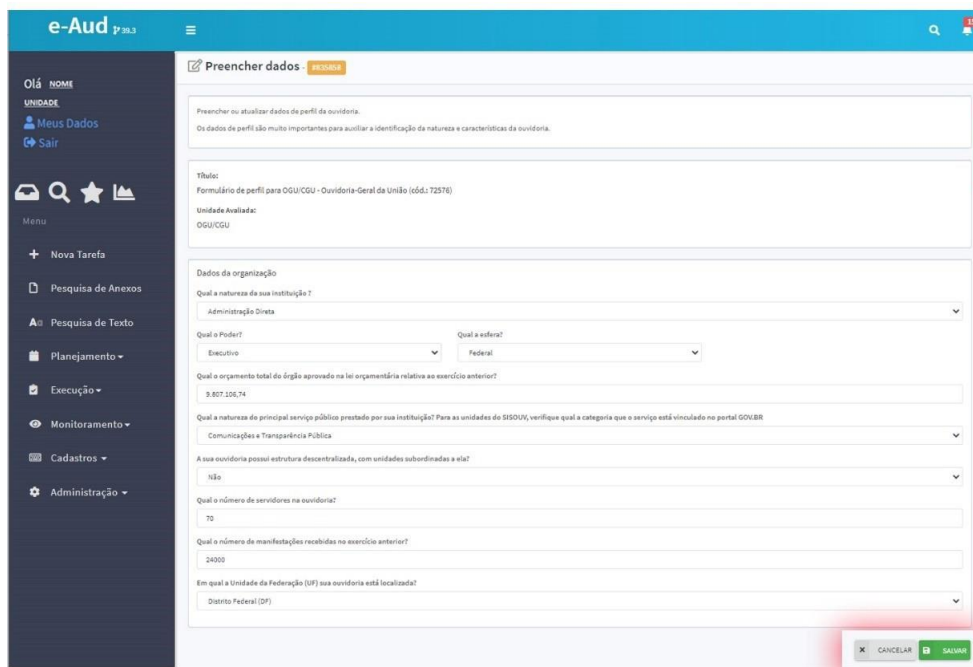 e-Aud 39.3
Olá NOME
UNIDADE
Meus Dados
Sair
Menu
Nova Tarefa
Pesquisa de Anexos
Pesquisa de Texto
Planejamento
Execução
Monitoramento
Cadastros
Administração
Preencher dados - #835858
Preencher ou atualizar dados de perfil da ouvidoria.
Os dados de perfil são muito importantes para auxiliar a identificação da natureza e características da ouvidoria.
Título:
Formulário de perfil para OGU/CGU - Ouvidoria-Geral da União (cód.: 72576)
Unidade Avaliada:
OGU/CGU
Dados da organização
Qual a natureza da sua instituição ?
Administração Direta
Qual o Poder? Qual a esfera?
Executivo Federal
Qual o orçamento total do órgão aprovado na lei orçamentária relativa ao exercício anterior?
9.807.106,74
Qual a natureza do principal serviço público prestado por sua instituição? Para as unidades do SISOUV, verifique qual a categoria que o serviço está vinculado no portal GOV.BR
Comunicações e Transparência Pública
A sua ouvidoria possui estrutura descentralizada, com unidades subordinadas a ela?
Não
Qual o número de servidores na ouvidoria?
70
Qual o número de manifestações recebidas no exercício anterior?
24000
Em qual a Unidade da Federação (UF) sua ouvidoria está localizada?
Distrito Federal (DF)
CANCELAR SALVAR